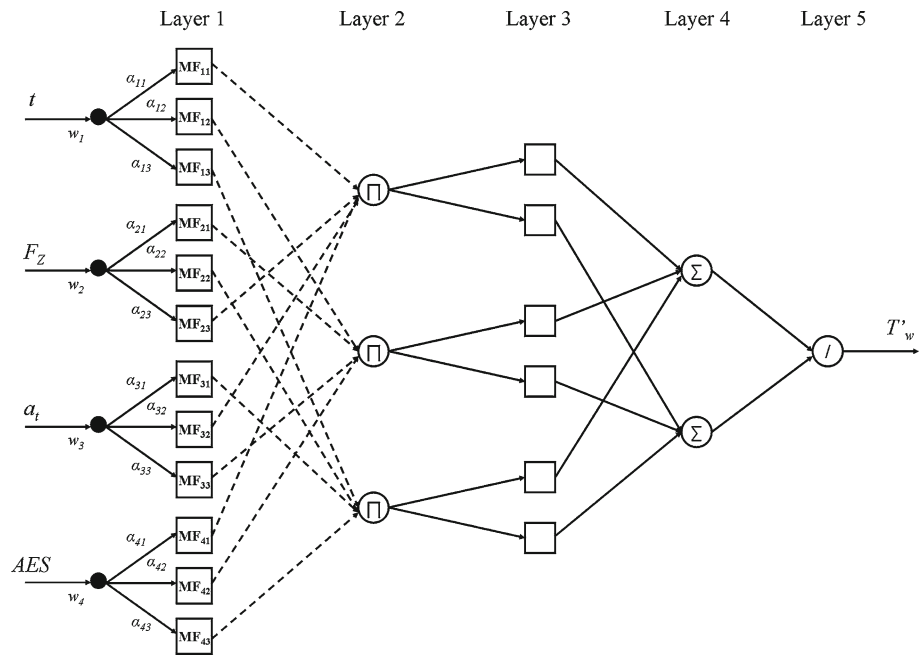 Layer 1 Layer 2 Layer 3 Layer 4 Layer 5
t
w₁
α₁₁
α₁₂
α₁₃
MF₁₁
MF₁₂
MF₁₃
F_Z
w₂
α₂₁
α₂₂
α₂₃
MF₂₁
MF₂₂
MF₂₃
aₜ
w₃
α₃₁
α₃₂
α₃₃
MF₃₁
MF₃₂
MF₃₃
AES
w₄
α₄₁
α₄₂
α₄₃
MF₄₁
MF₄₂
MF₄₃
∏
∏
∏
Σ
Σ
/
T'_w